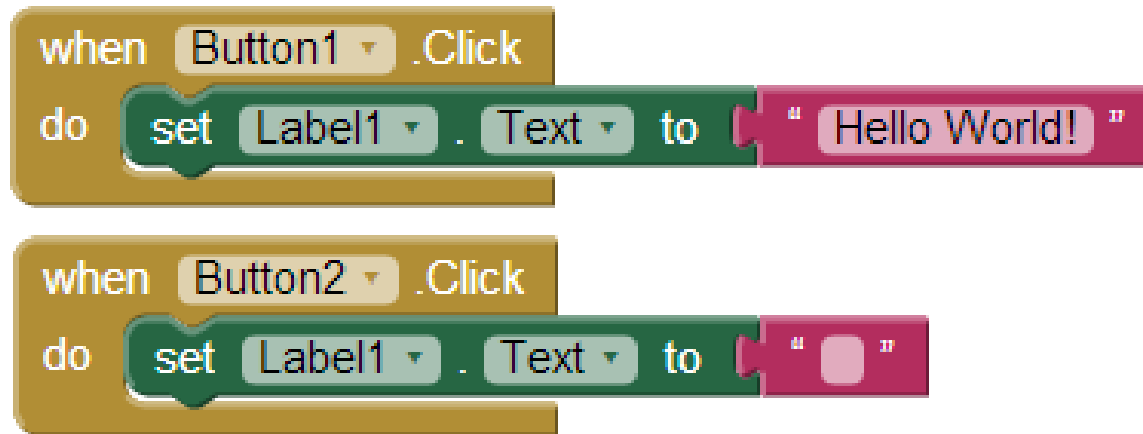 when Button1 .Click
do set Label1 . Text to “ Hello World! ”
when Button2 .Click
do set Label1 . Text to “ ”